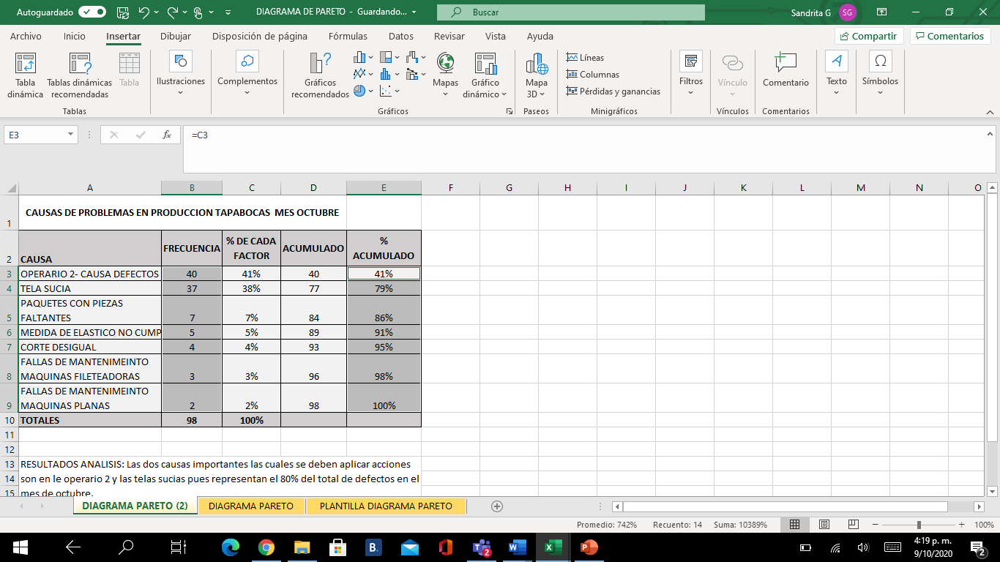 Autoguardado
DIAGRAMA DE PARETO - Guardando...
Buscar
Sandrita G
SG
Archivo Inicio Insertar Dibujar Disposición de página Fórmulas Datos Revisar Vista Ayuda
Compartir
Comentarios
Tabla dinámica
Tablas dinámicas recomendadas
Tabla
Ilustraciones
Complementos
Gráficos recomendados
Mapas
Gráfico dinámico
Mapa 3D
Líneas
Columnas
Pérdidas y ganancias
Filtros
Vínculo
Comentario
Texto
Símbolos
Tablas
Gráficos
Paseos
Minigráficos
Vínculos
Comentarios
E3
fx
=C3
A B C D E F G H I J K L M N O
1 CAUSAS DE PROBLEMAS EN PRODUCCION TAPABOCAS MES OCTUBRE
2 CAUSA FRECUENCIA % DE CADA FACTOR ACUMULADO % ACUMULADO
3 OPERARIO 2- CAUSA DEFECTOS 40 41% 40 41%
4 TELA SUCIA 37 38% 77 79%
5 PAQUETES CON PIEZAS FALTANTES 7 7% 84 86%
6 MEDIDA DE ELASTICO NO CUMP 5 5% 89 91%
7 CORTE DESIGUAL 4 4% 93 95%
8 FALLAS DE MANTENIMEINTO MAQUINAS FILETEADORAS 3 3% 96 98%
9 FALLAS DE MANTENIMEINTO MAQUINAS PLANAS 2 2% 98 100%
10 TOTALES 98 100%
11
12
13 RESULTADOS ANALISIS: Las dos causas importantes las cuales se deben aplicar acciones
14 son en le operario 2 y las telas sucias pues representan el 80% del total de defectos en el
15 mes de octubre.
DIAGRAMA PARETO (2) DIAGRAMA PARETO PLANTILLA DIAGRAMA PARETO
Promedio: 742% Recuento: 14 Suma: 10389% 100%
B.
2
4:19 p. m.
9/10/2020
2